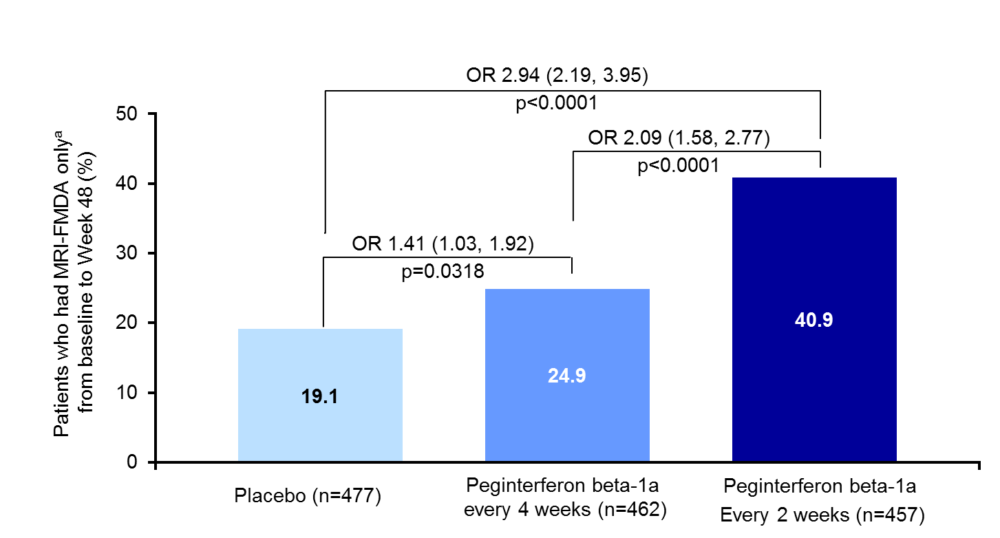 OR 2.94 (2.19, 3.95)
p<0.0001
OR 2.09 (1.58, 2.77)
p<0.0001
OR 1.41 (1.03, 1.92)
p=0.0318
Patients who had MRI-FMDA onlyᵃ
from baseline to Week 48 (%)
50
40
30
20
10
0
19.1
24.9
40.9
Placebo (n=477)
Peginterferon beta-1a
every 4 weeks (n=462)
Peginterferon beta-1a
Every 2 weeks (n=457)